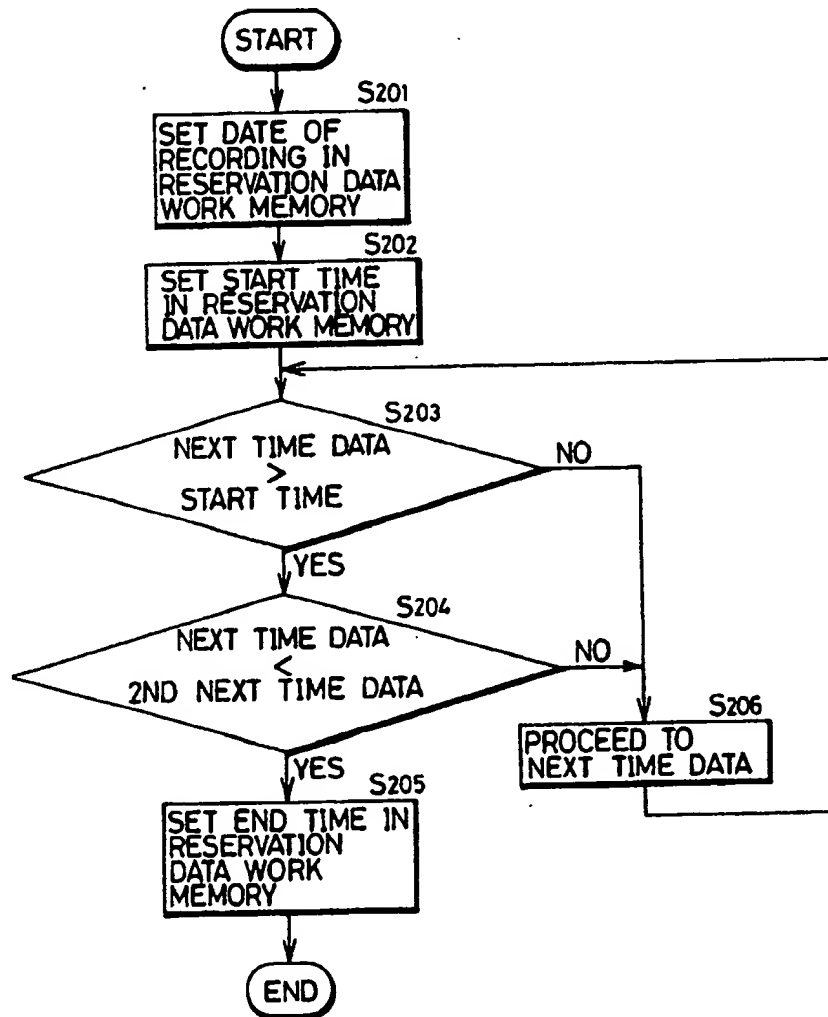 START
S201
SET DATE OF
RECORDING IN
RESERVATION DATA
WORK MEMORY
S202
SET START TIME
IN RESERVATION
DATA WORK MEMORY
S203
NEXT TIME DATA
>
START TIME
NO
YES
S204
NEXT TIME DATA
<
2ND NEXT TIME DATA
NO
YES
S206
PROCEED TO
NEXT TIME DATA
S205
SET END TIME IN
RESERVATION
DATA WORK
MEMORY
END